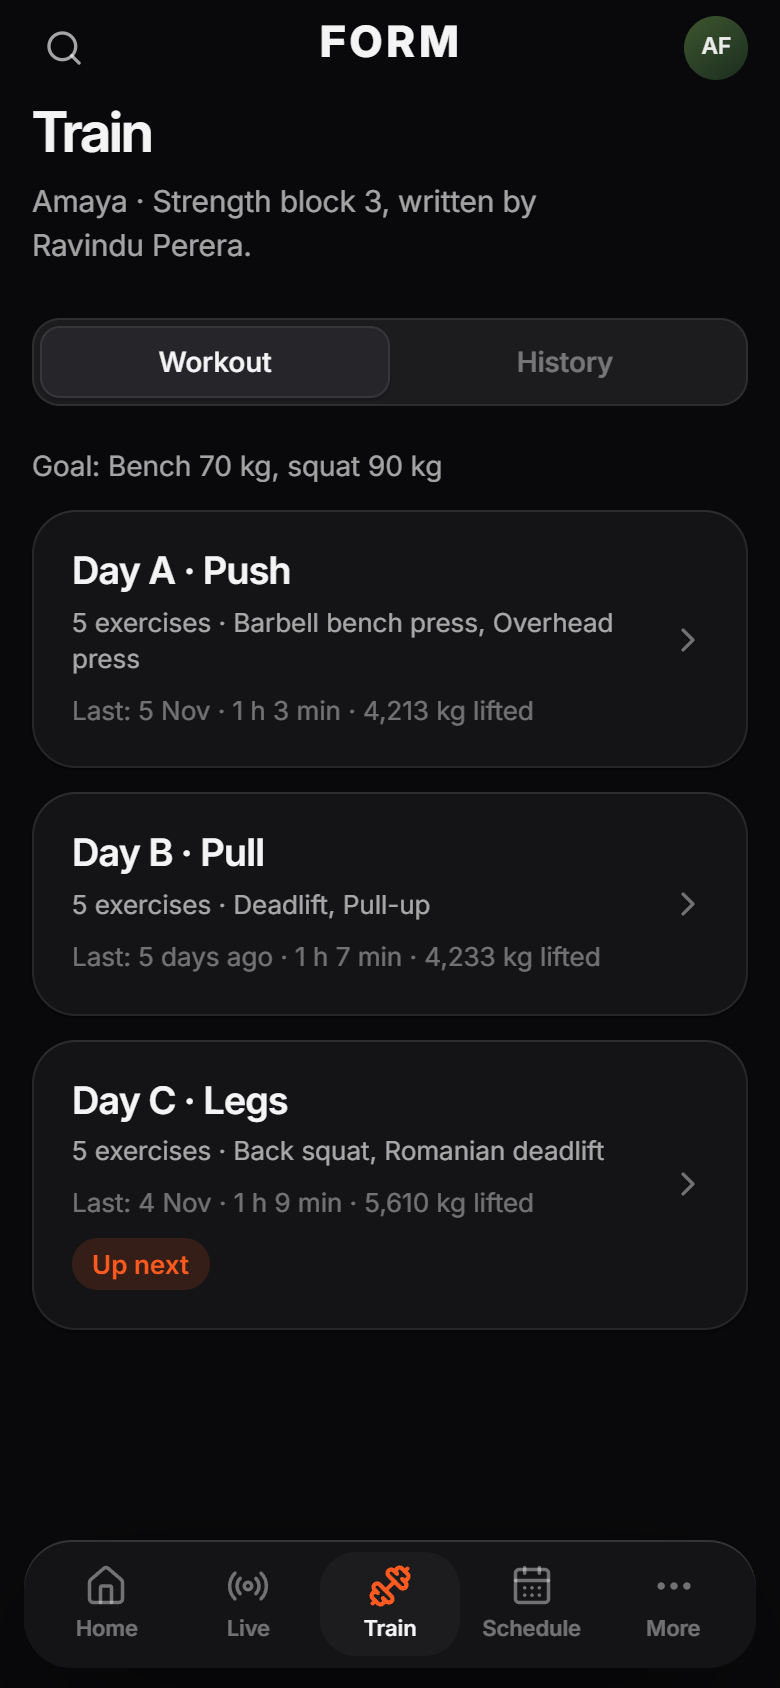 FORM
AF
Train
Amaya · Strength block 3, written by
Ravindu Perera.
Workout
History
Goal: Bench 70 kg, squat 90 kg
Day A · Push
5 exercises · Barbell bench press, Overhead
press
Last: 5 Nov · 1 h 3 min · 4,213 kg lifted
Day B · Pull
5 exercises · Deadlift, Pull-up
Last: 5 days ago · 1 h 7 min · 4,233 kg lifted
Day C · Legs
5 exercises · Back squat, Romanian deadlift
Last: 4 Nov · 1 h 9 min · 5,610 kg lifted
Up next
Home
Live
Train
Schedule
More